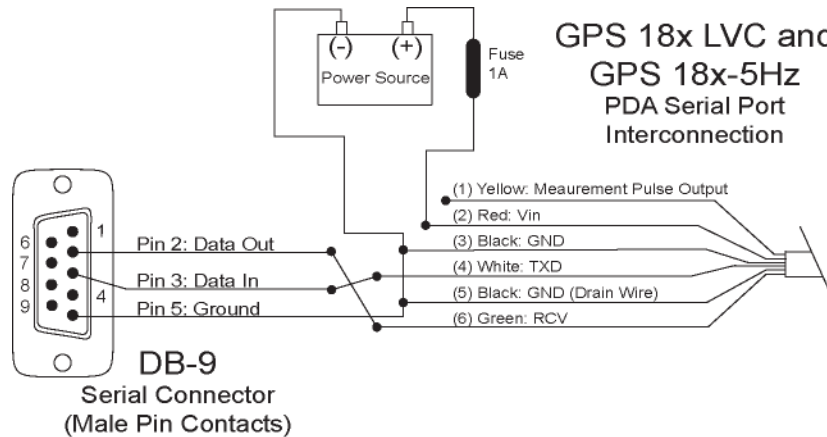 GPS 18x LVC and
GPS 18x-5Hz
PDA Serial Port
Interconnection
(-) (+)
Power Source
Fuse
1A
(1) Yellow: Meaurement Pulse Output
(2) Red: Vin
(3) Black: GND
(4) White: TXD
(5) Black: GND (Drain Wire)
(6) Green: RCV
1
6
7
8
9
4
Pin 2: Data Out
Pin 3: Data In
Pin 5: Ground
DB-9
Serial Connector
(Male Pin Contacts)